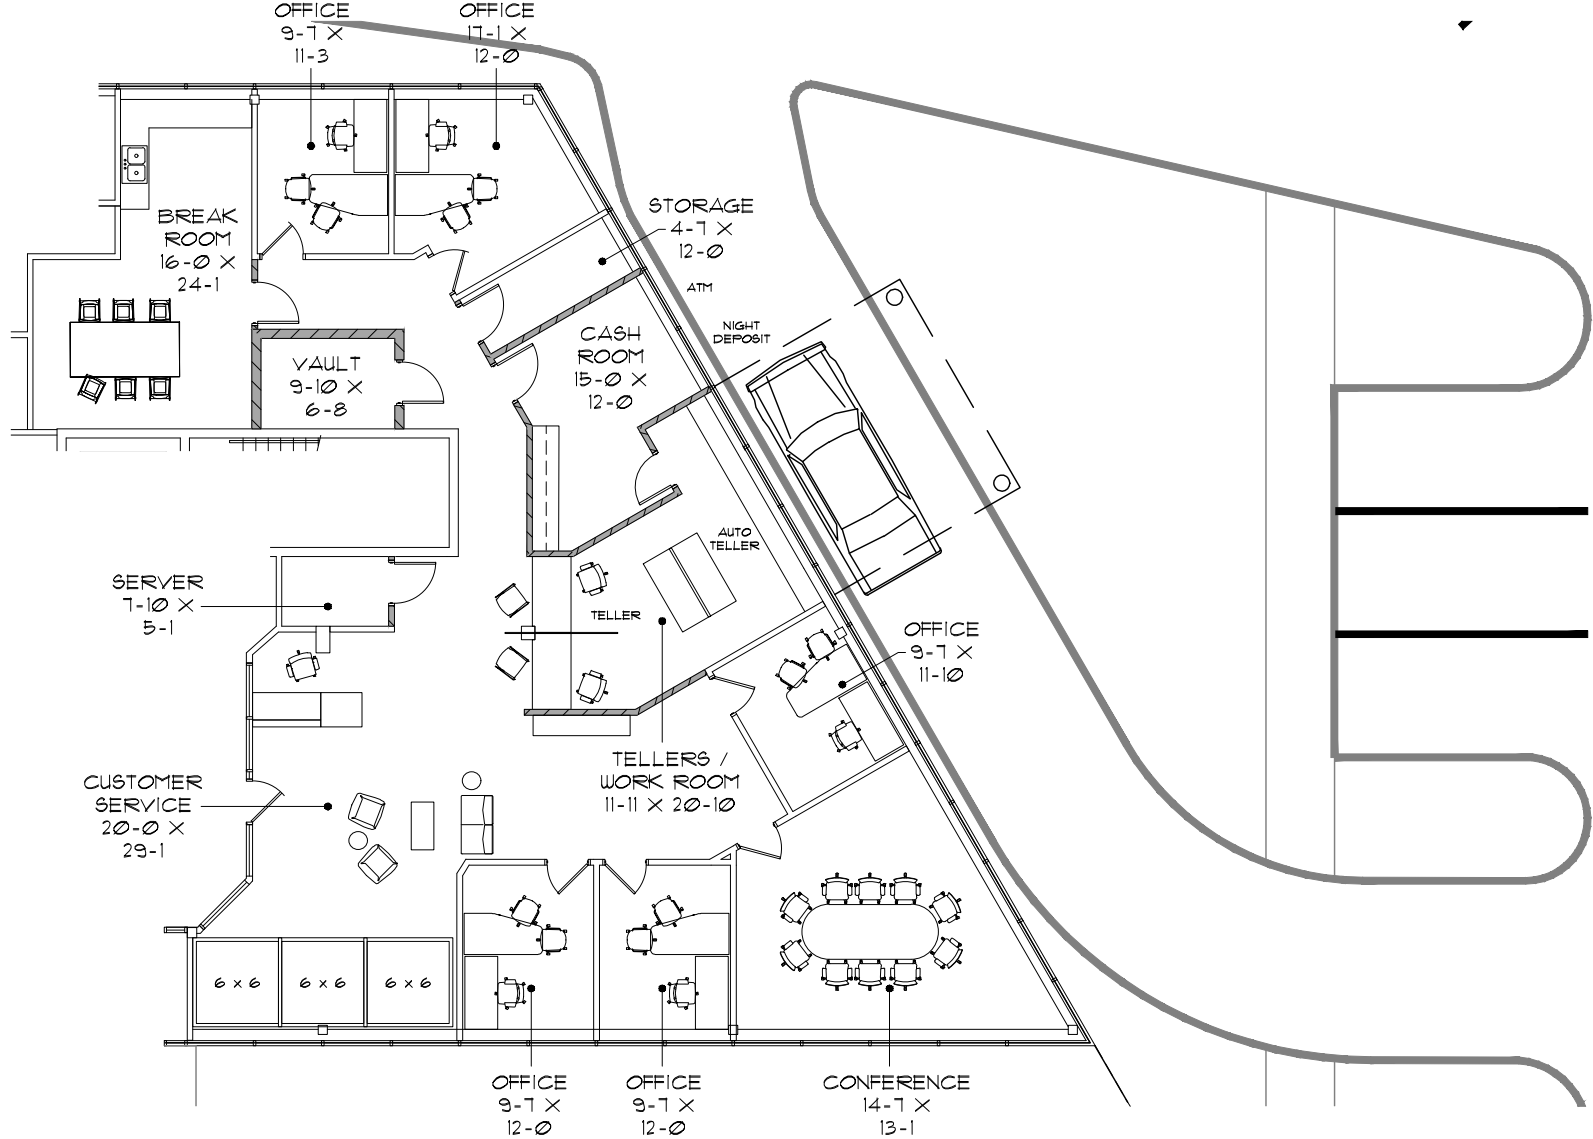 OFFICE
9-7 X
11-3
OFFICE
17-1 X
12-0
BREAK
ROOM
16-0 X
24-1
STORAGE
4-7 X
12-0
ATM
NIGHT
DEPOSIT
CASH
ROOM
15-0 X
12-0
VAULT
9-10 X
6-8
AUTO
TELLER
SERVER
7-10 X
5-1
TELLER
OFFICE
9-7 X
11-10
TELLERS /
WORK ROOM
11-11 X 20-10
CUSTOMER
SERVICE
20-0 X
29-1
6 x 6
6 x 6
6 x 6
OFFICE
9-7 X
12-0
OFFICE
9-7 X
12-0
CONFERENCE
14-7 X
13-1